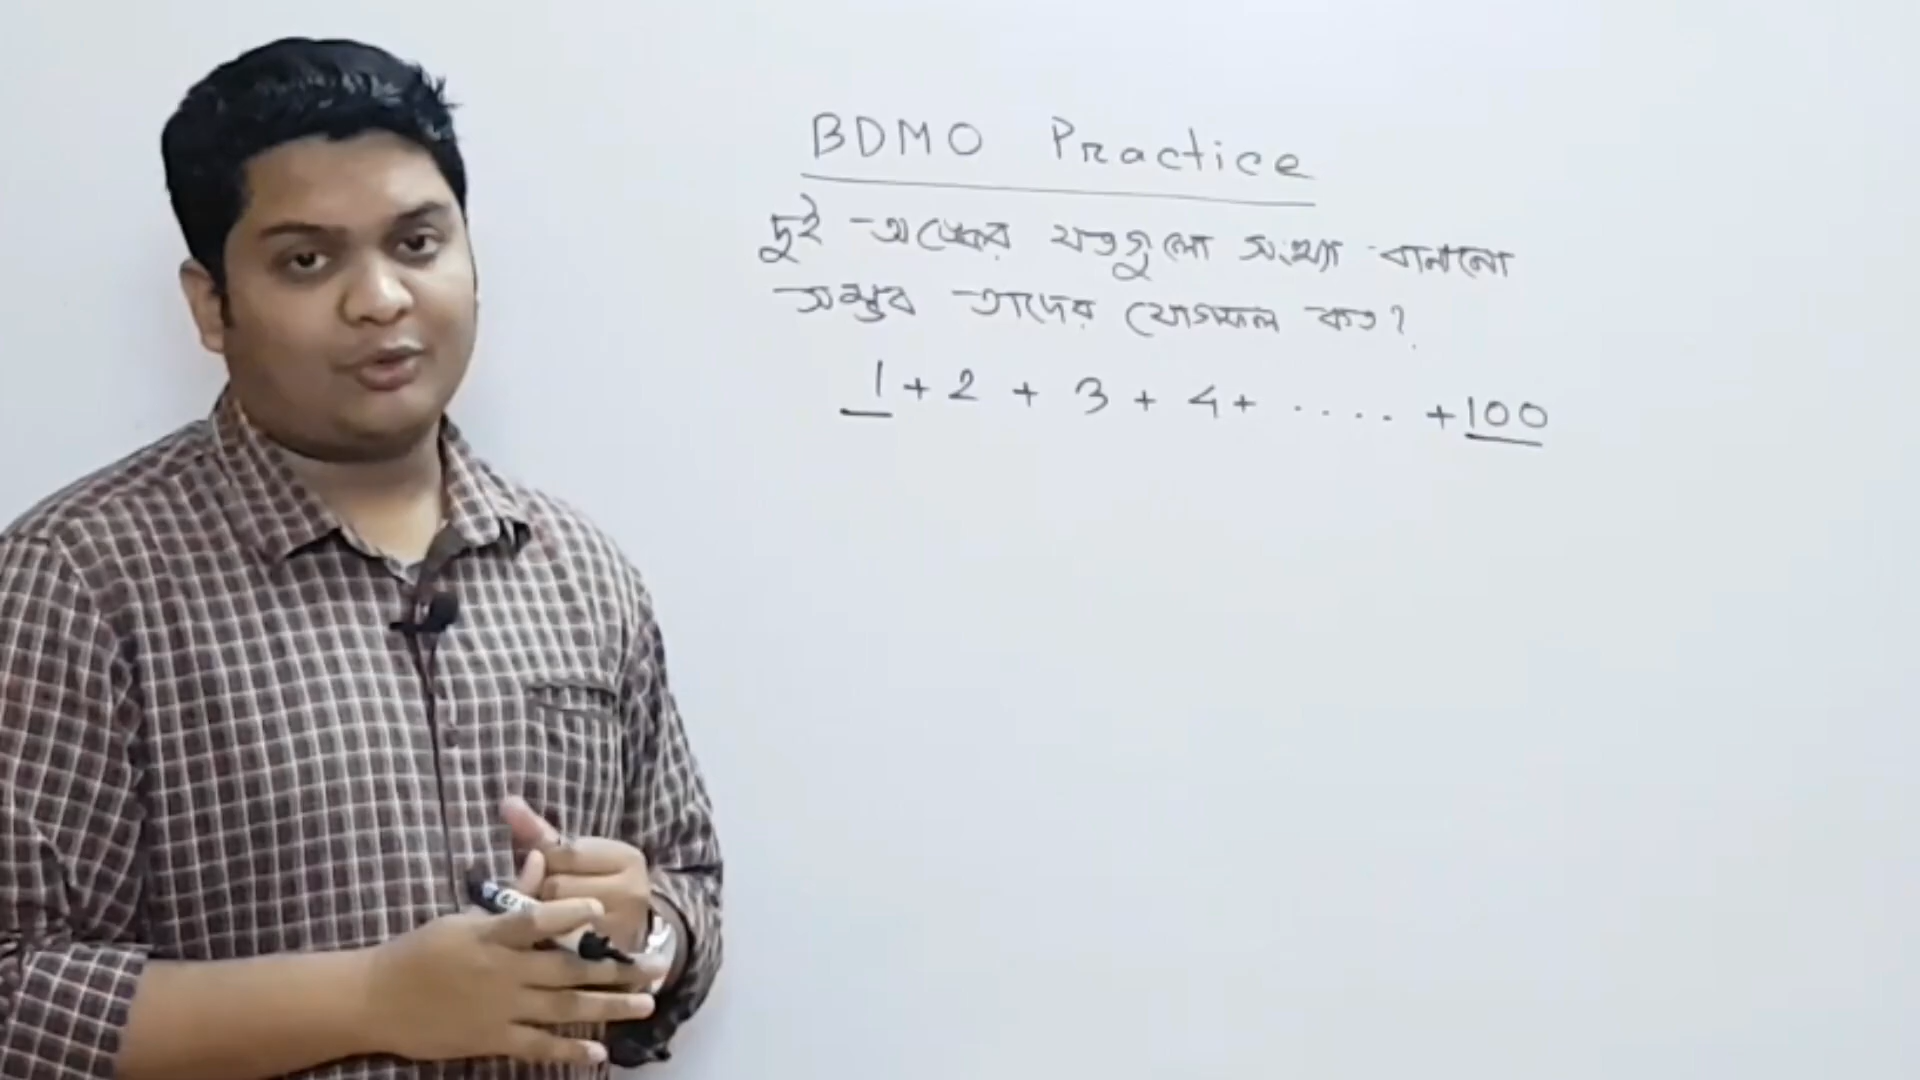 BDMO Practice
দুই অঙ্কের যতগুলো সংখ্যা বানানো
সম্ভব তাদের যোগফল কত?
1 + 2 + 3 + 4 + .... + 100